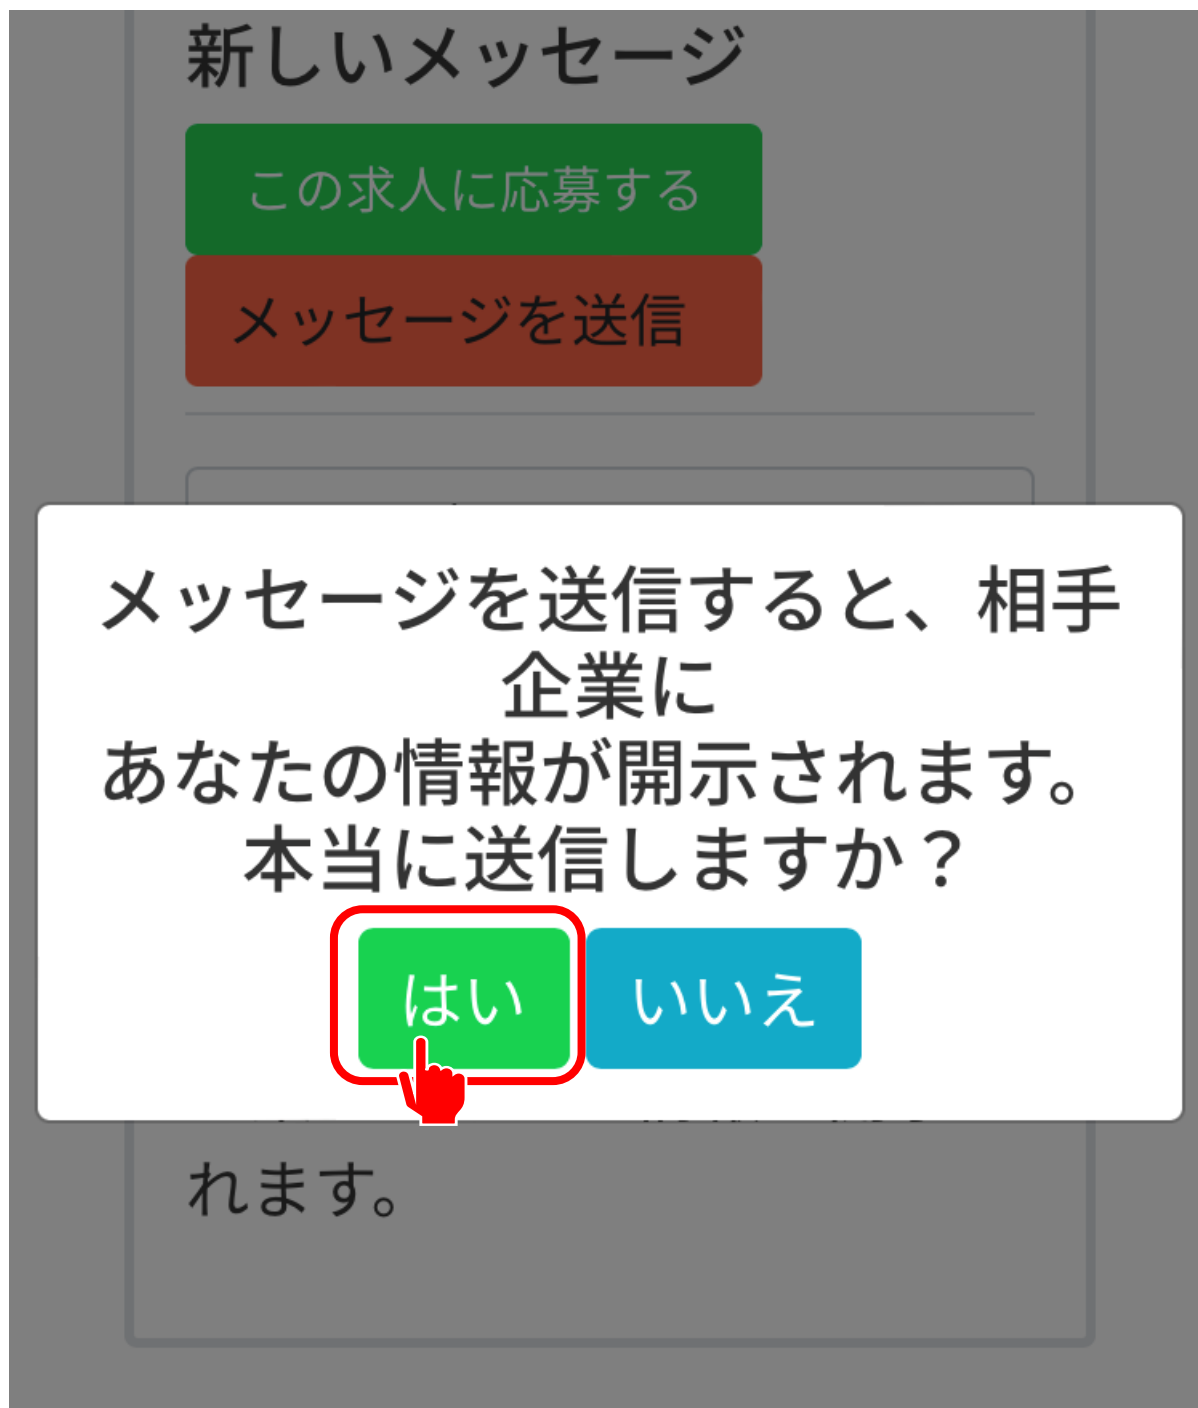 新しいメッセージ
この求人に応募する
メッセージを送信
メッセージを送信すると、相手
企業に
あなたの情報が開示されます。
本当に送信しますか？
はい
いいえ
れます。